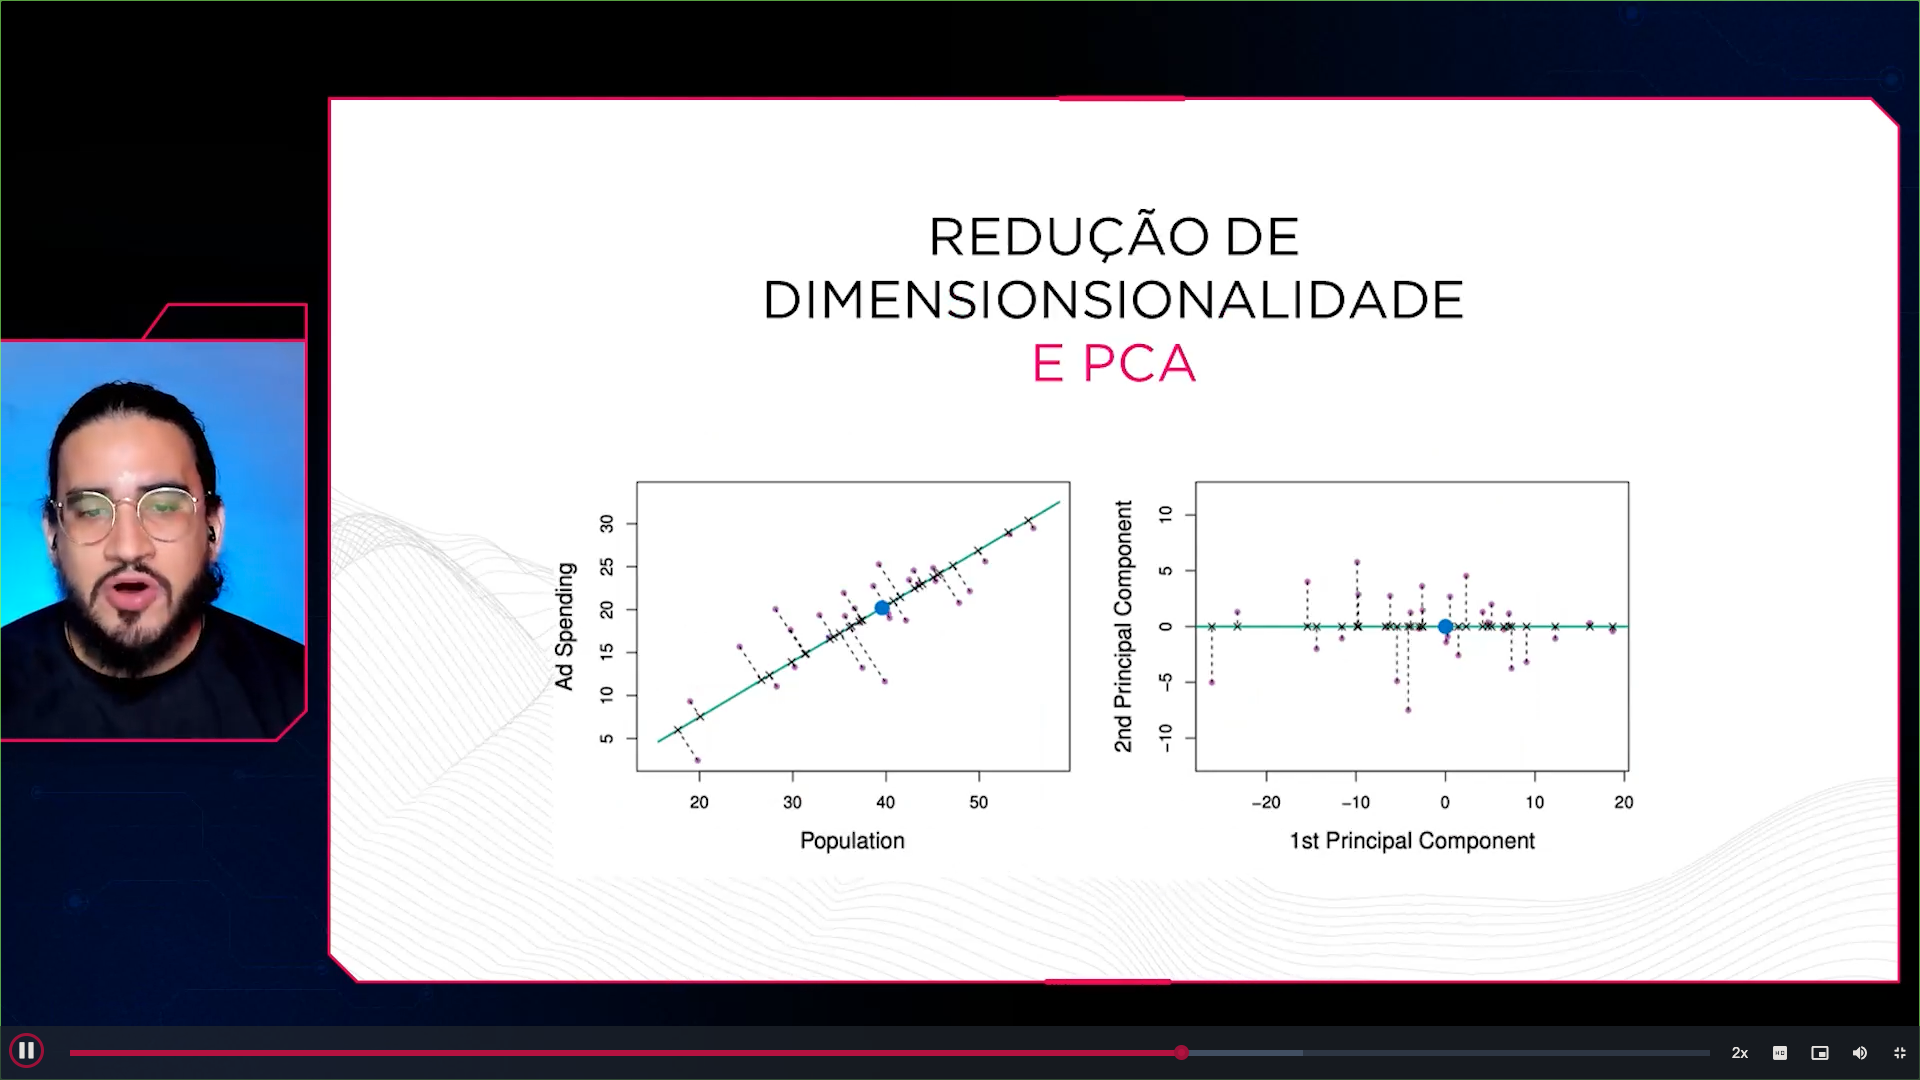 REDUÇÃO DE
DIMENSIONSIONALIDADE
E PCA
Ad Spending
30
25
20
15
10
5
20 30 40 50
Population
2nd Principal Component
10
5
0
−5
−10
−20 −10 0 10 20
1st Principal Component
2x
HD